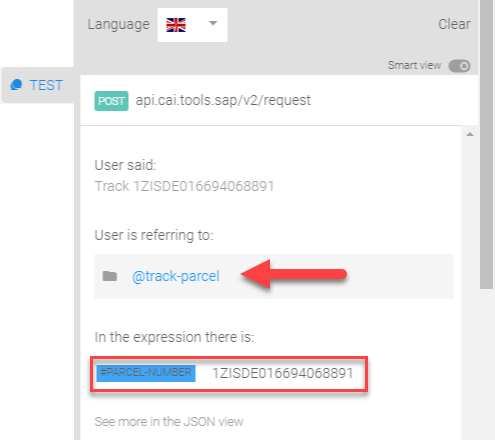 Language
Clear
Smart view
TEST
POST api.cai.tools.sap/v2/request
User said:
Track 1ZISDE016694068891
User is referring to:
@track-parcel
In the expression there is:
#PARCEL-NUMBER 1ZISDE016694068891
See more in the JSON view